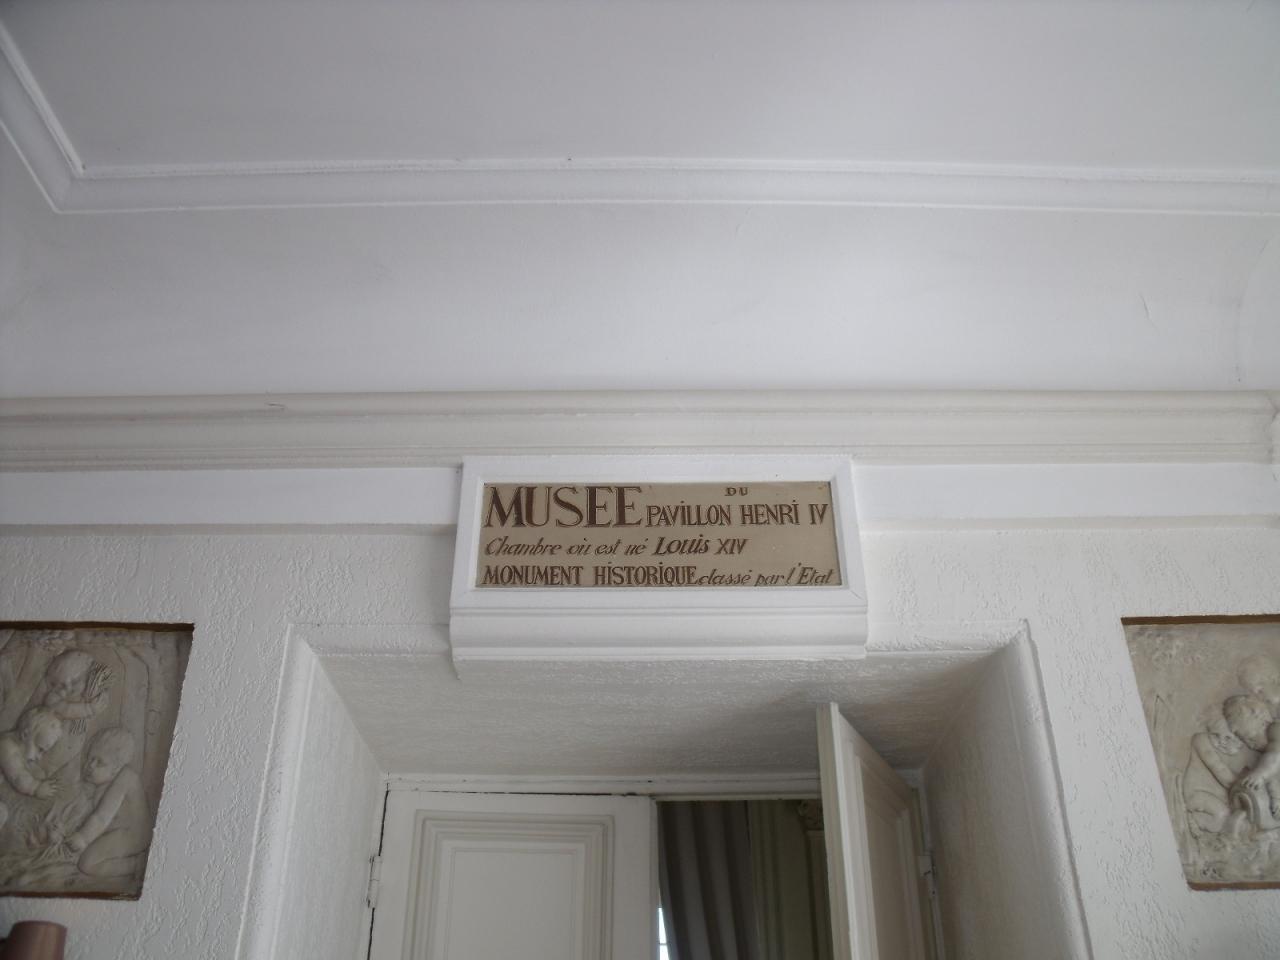 MUSEE DU PAVILLON HENRI IV
Chambre où est né Louis XIV
MONUMENT HISTORIQUE classé par l'Etat